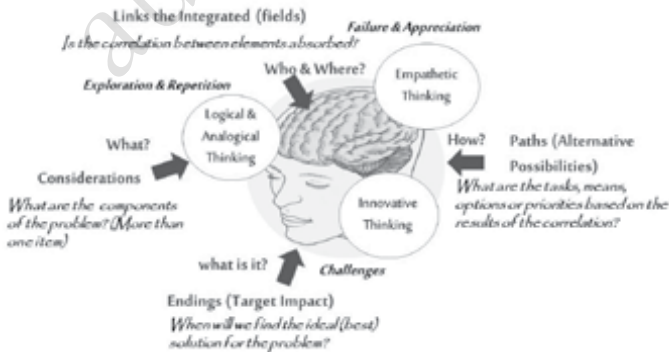 Links the Integrated (fields)
Failure & Appreciation
Is the correlation between elements absorbed?
Who & Where?
Empathetic
Thinking
Exploration & Repetition
Logical &
Analogical
Thinking
What?
How?
Paths (Alternative
Possibilities)
Considerations
What are the tasks, means,
options or priorities based on the
results of the correlation?
What are the components
of the problem? (More than
one item)
Innovative
Thinking
what is it?
Challenges
Endings (Target Impact)
When will we find the ideal (best)
solution for the problem?